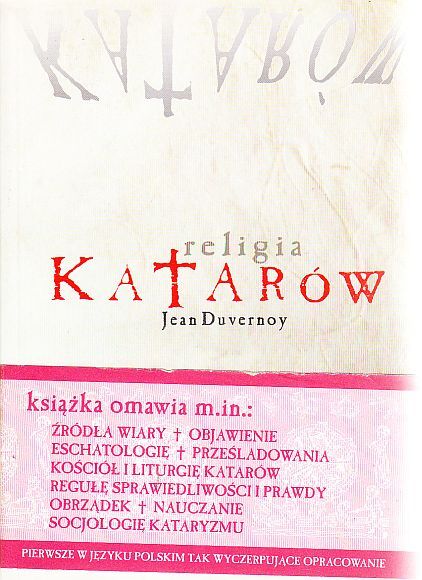 KATARÓW
religia
KATARÓW
Jean Duvernoy
książka omawia m.in.:
ŹRÓDŁA WIARY † OBJAWIENIE
ESCHATOLOGIĘ † PRZEŚLADOWANIA
KOŚCIÓŁ I LITURGIĘ KATARÓW
REGUŁĘ SPRAWIEDLIWOŚCI I PRAWDY
OBRZĄDEK † NAUCZANIE
SOCJOLOGIĘ KATARYZMU
PIERWSZE W JĘZYKU POLSKIM TAK WYCZERPUJĄCE OPRACOWANIE